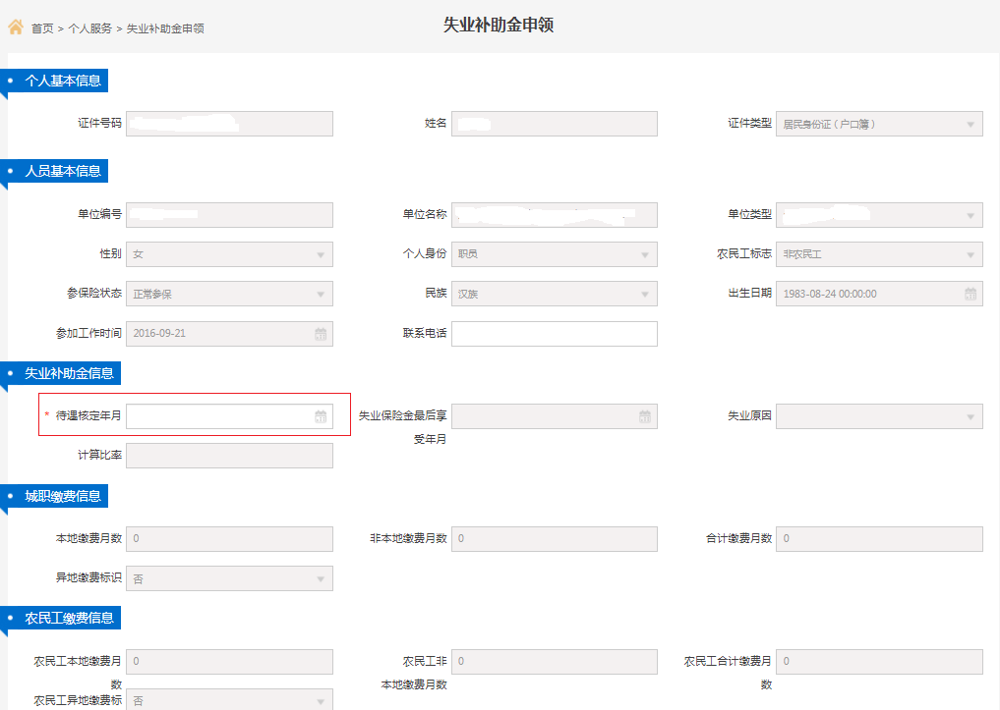 失业补助金申领
首页 > 个人服务 > 失业补助金申领
个人基本信息
证件号码 姓名 证件类型 居民身份证（户口簿）
人员基本信息
单位编号 单位名称 单位类型
性别 女 个人身份 职员 农民工标志 非农民工
参保险状态 正常参保 民族 汉族 出生日期 1983-08-24 00:00:00
参加工作时间 2016-09-21 联系电话
失业补助金信息
* 待遇核定年月 失业保险金最后享 失业原因
受年月
计算比率
城职缴费信息
本地缴费月数 0 非本地缴费月数 0 合计缴费月数 0
异地缴费标识 否
农民工缴费信息
农民工本地缴费月 0 农民工非 0 农民工合计缴费月 0
数 本地缴费月数 数
农民工异地缴费标 否